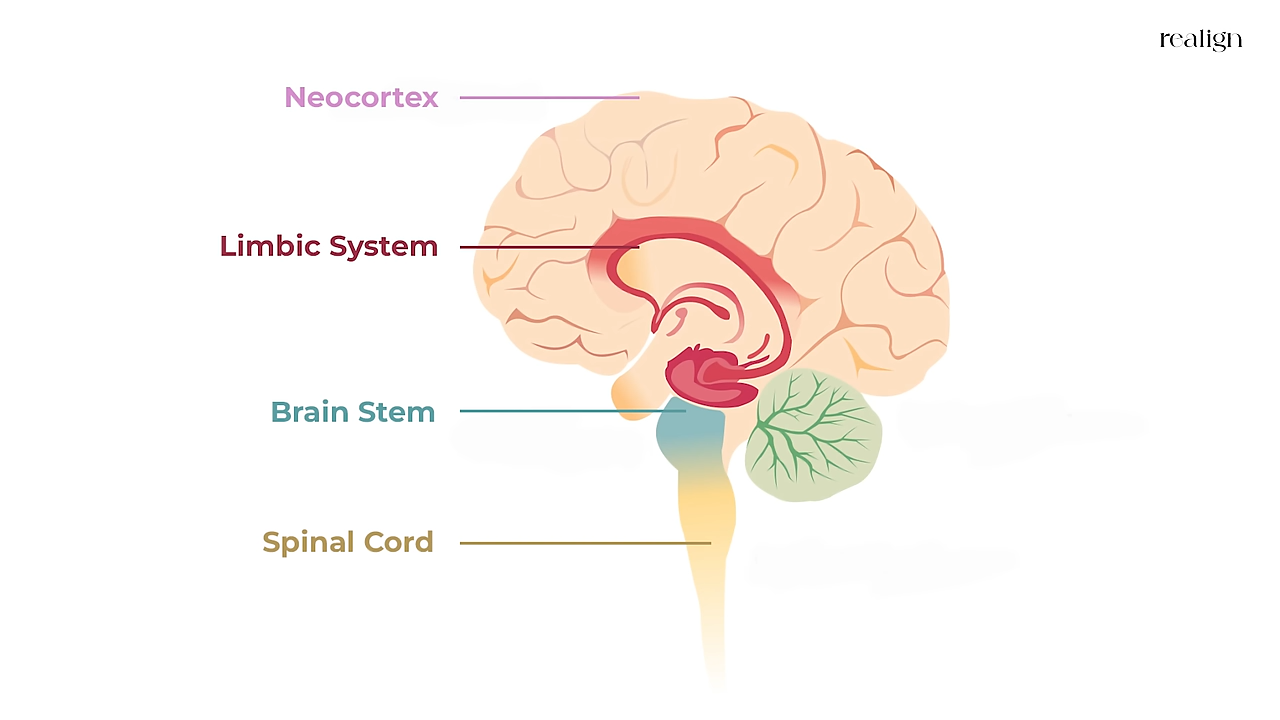 realign
Neocortex
Limbic System
Brain Stem
Spinal Cord